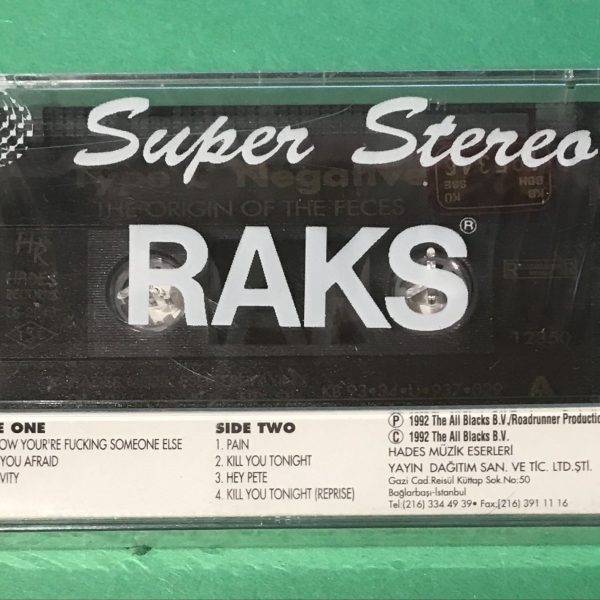 Super Stereo
Type O Negative
THE ORIGIN OF THE FECES
RAKS®
A
E ONE
OW YOUR'RE FUCKING SOMEONE ELSE
YOU AFRAID
VITY
SIDE TWO
1. PAIN
2. KILL YOU TONIGHT
3. HEY PETE
4. KILL YOU TONIGHT (REPRISE)
Ⓟ 1992 The All Blacks B.V./Roadrunner Productio
© 1992 The All Blacks B.V.
HADES MÜZİK ESERLERİ
YAYIN DAĞITIM SAN. VE TİC. LTD.ŞTİ.
Gazi Cad.Reisül Küttap Sok.No:50
Bağlarbaşı-İstanbul
Tel:(216) 334 49 39• Fax:(216) 391 11 16